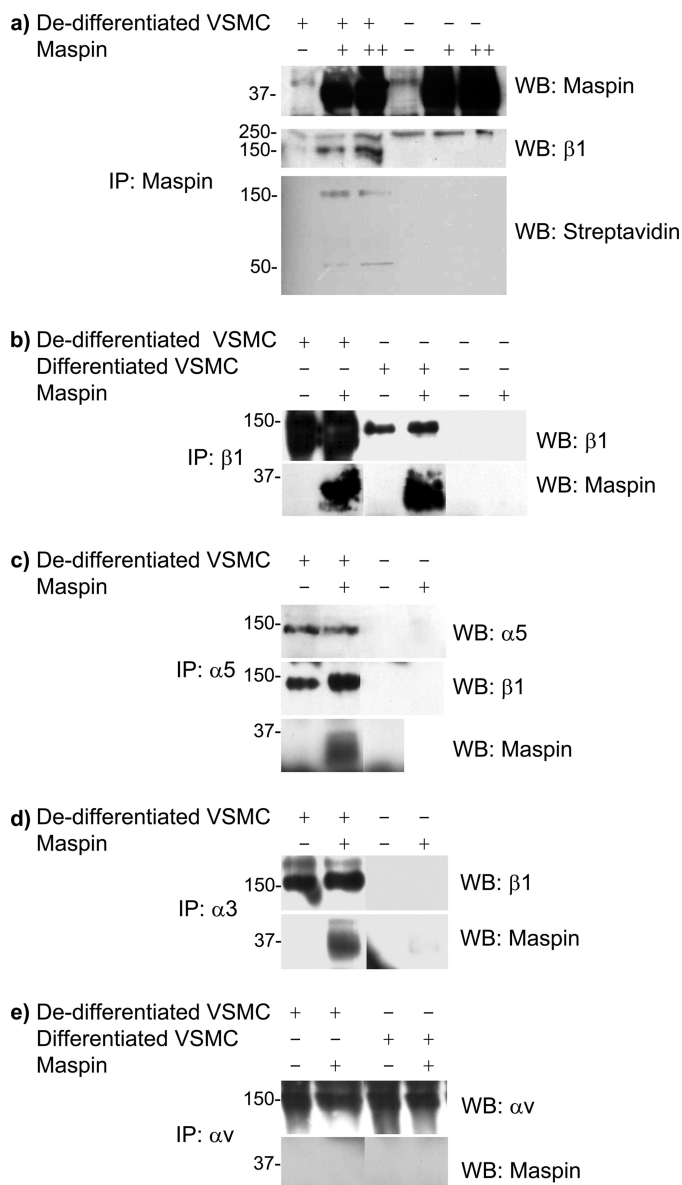 a) De-differentiated VSMC + + + – – –
Maspin – + ++ – + ++
37- WB: Maspin
250-
150- WB: β1
IP: Maspin
150-
WB: Streptavidin
50-
b) De-differentiated VSMC + + – – – –
Differentiated VSMC – – + + – –
Maspin – + – + – +
150- WB: β1
IP: β1
37- WB: Maspin
c) De-differentiated VSMC + + – –
Maspin – + – +
150- WB: α5
IP: α5
150- WB: β1
37- WB: Maspin
d) De-differentiated VSMC + + – –
Maspin – + – +
150- WB: β1
IP: α3
37- WB: Maspin
e) De-differentiated VSMC + + – –
Differentiated VSMC – – + +
Maspin – + – +
150- WB: αv
IP: αv
37- WB: Maspin